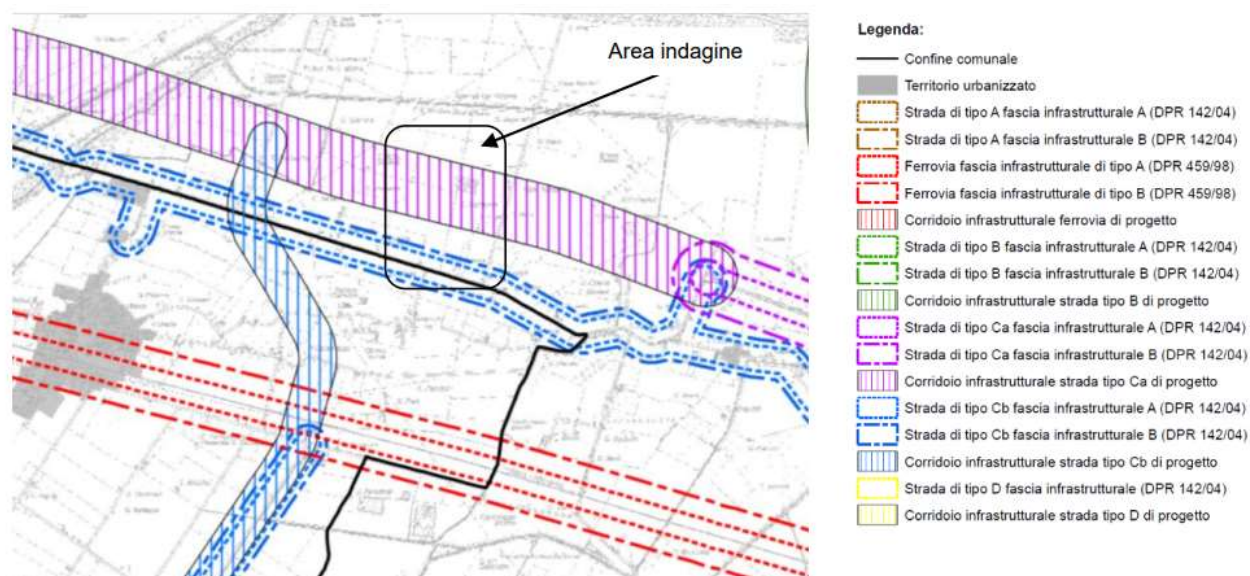 Area indagine
Legenda:
Confine comunale
Territorio urbanizzato
Strada di tipo A fascia infrastrutturale A (DPR 142/04)
Strada di tipo A fascia infrastrutturale B (DPR 142/04)
Ferrovia fascia infrastrutturale di tipo A (DPR 459/98)
Ferrovia fascia infrastrutturale di tipo B (DPR 459/98)
Corridoio infrastrutturale ferrovia di progetto
Strada di tipo B fascia infrastrutturale A (DPR 142/04)
Strada di tipo B fascia infrastrutturale B (DPR 142/04)
Corridoio infrastrutturale strada tipo B di progetto
Strada di tipo Ca fascia infrastrutturale A (DPR 142/04)
Strada di tipo Ca fascia infrastrutturale B (DPR 142/04)
Corridoio infrastrutturale strada tipo Ca di progetto
Strada di tipo Cb fascia infrastrutturale A (DPR 142/04)
Strada di tipo Cb fascia infrastrutturale B (DPR 142/04)
Corridoio infrastrutturale strada tipo Cb di progetto
Strada di tipo D fascia infrastrutturale (DPR 142/04)
Corridoio infrastrutturale strada tipo D di progetto